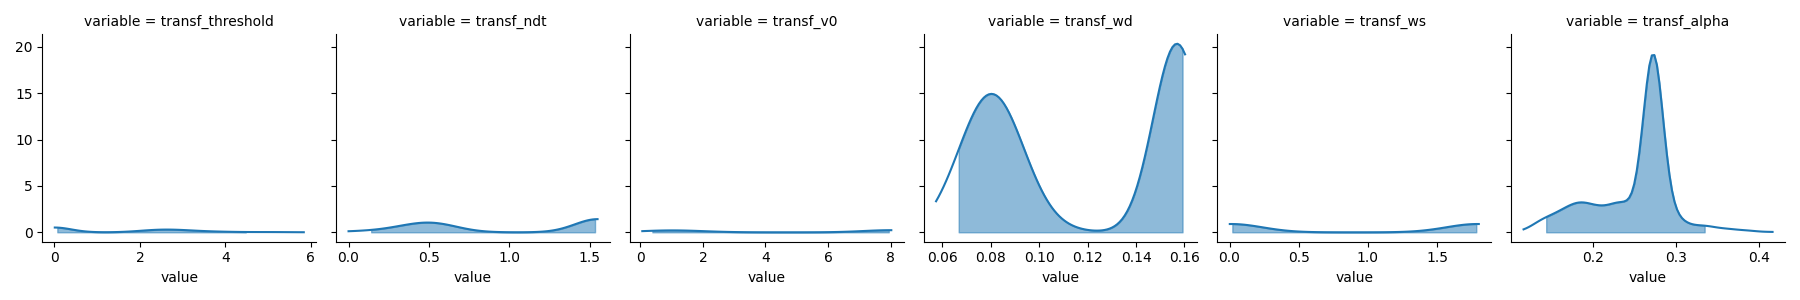 variable = transf_threshold
variable = transf_ndt
variable = transf_v0
variable = transf_wd
variable = transf_ws
variable = transf_alpha
20
15
10
5
0
0 2 4 6
0.0 0.5 1.0 1.5
0 2 4 6 8
0.06 0.08 0.10 0.12 0.14 0.16
0.0 0.5 1.0 1.5
0.2 0.3 0.4
value
value
value
value
value
value